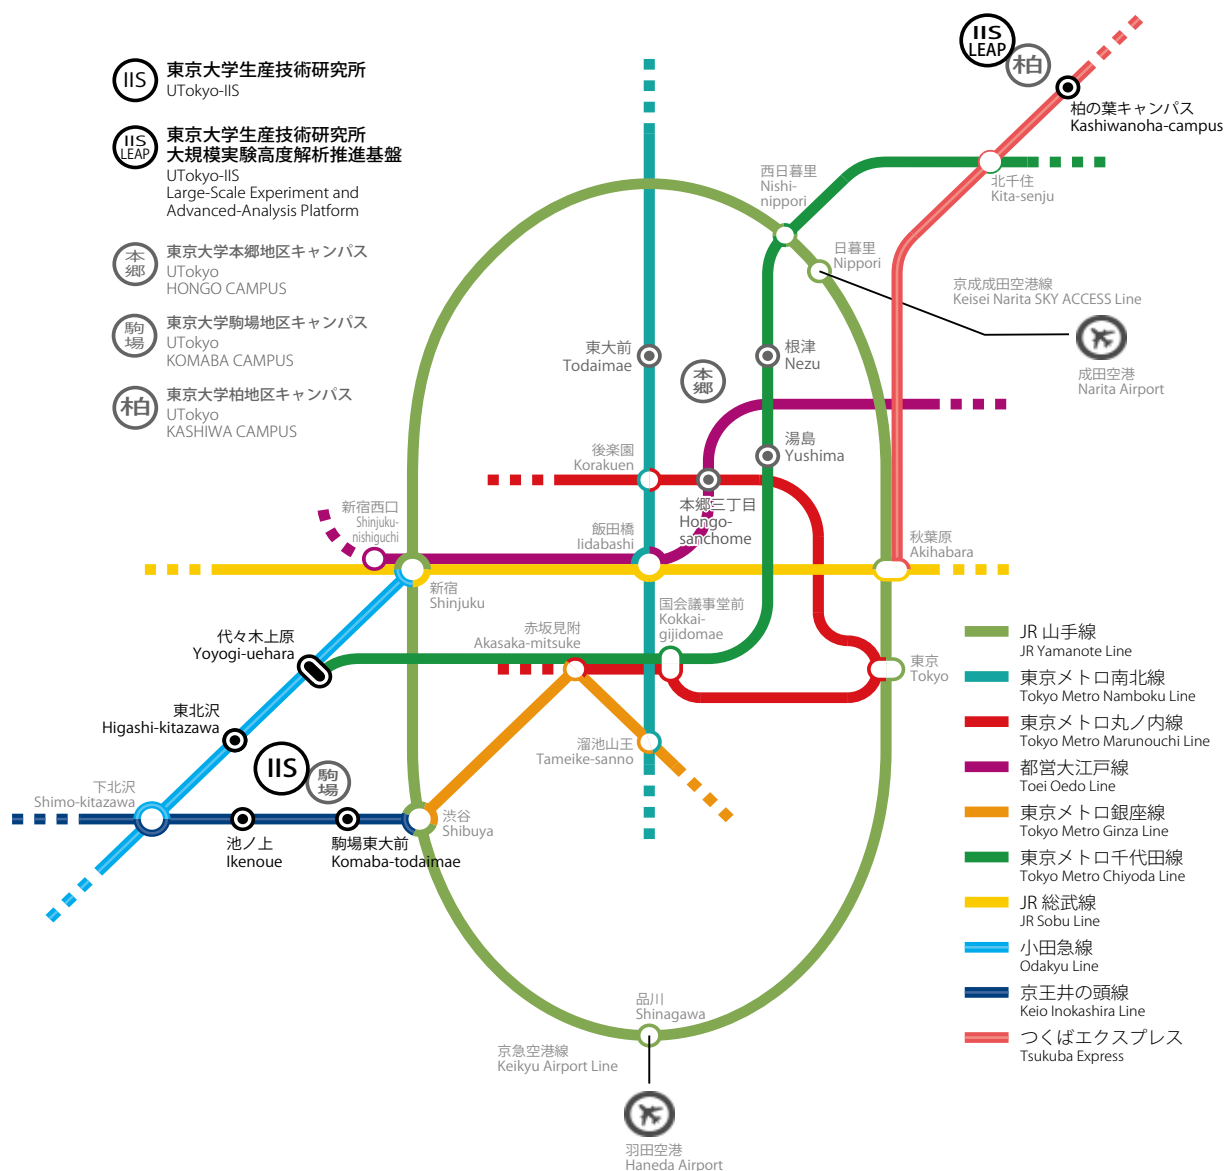 IIS
東京大学生産技術研究所
UTokyo-IIS
IIS
LEAP
東京大学生産技術研究所
大規模実験高度解析推進基盤
UTokyo-IIS
Large-Scale Experiment and
Advanced-Analysis Platform
本
郷
東京大学本郷地区キャンパス
UTokyo
HONGO CAMPUS
駒
場
東京大学駒場地区キャンパス
UTokyo
KOMABA CAMPUS
柏
東京大学柏地区キャンパス
UTokyo
KASHIWA CAMPUS
IIS
LEAP
柏
柏の葉キャンパス
Kashiwanoha-campus
西日暮里
Nishi-
nippori
北千住
Kita-senju
日暮里
Nippori
京成成田空港線
Keisei Narita SKY ACCESS Line
成田空港
Narita Airport
東大前
Todaimae
本
郷
根津
Nezu
湯島
Yushima
後楽園
Korakuen
本郷三丁目
Hongo-
sanchome
新宿西口
Shinjuku-
nishiguchi
飯田橋
Iidabashi
秋葉原
Akihabara
新宿
Shinjuku
国会議事堂前
Kokkai-
gijidomae
赤坂見附
Akasaka-mitsuke
代々木上原
Yoyogi-uehara
東京
Tokyo
東北沢
Higashi-kitazawa
IIS
駒
場
溜池山王
Tameike-sanno
下北沢
Shimo-kitazawa
池ノ上
Ikenoue
駒場東大前
Komaba-todaimae
渋谷
Shibuya
品川
Shinagawa
京急空港線
Keikyu Airport Line
羽田空港
Haneda Airport
JR 山手線
JR Yamanote Line
東京メトロ南北線
Tokyo Metro Namboku Line
東京メトロ丸ノ内線
Tokyo Metro Marunouchi Line
都営大江戸線
Toei Oedo Line
東京メトロ銀座線
Tokyo Metro Ginza Line
東京メトロ千代田線
Tokyo Metro Chiyoda Line
JR 総武線
JR Sobu Line
小田急線
Odakyu Line
京王井の頭線
Keio Inokashira Line
つくばエクスプレス
Tsukuba Express